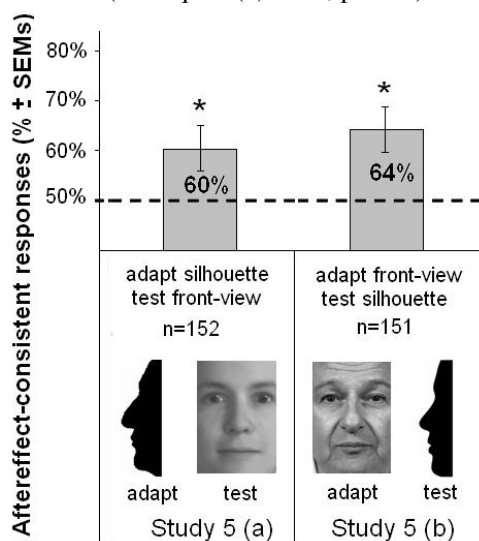 Aftereffect-consistent responses (% ± SEMs)
80%
70%
60%
50%
*
*
60%
64%
adapt silhouette
test front-view
n=152
adapt front-view
test silhouette
n=151
adapt
test
adapt
test
Study 5 (a)
Study 5 (b)